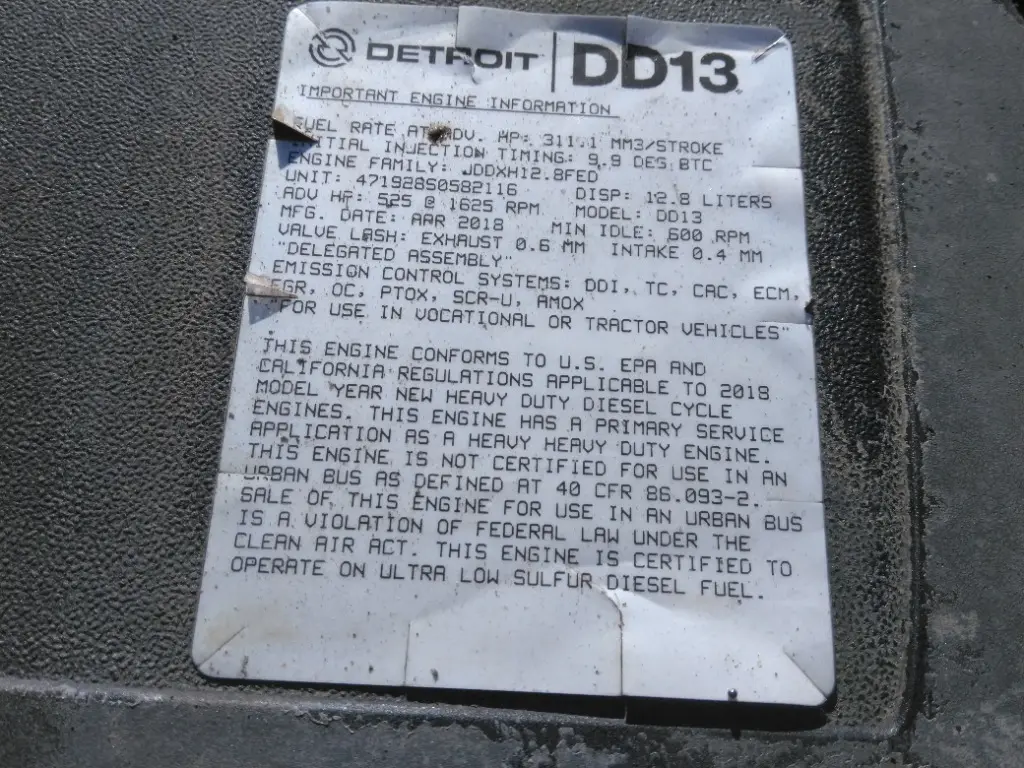 DETROIT DD13
IMPORTANT ENGINE INFORMATION
FUEL RATE AT ADV. HP: 311.1 MM3/STROKE
INITIAL INJECTION TIMING: 9.9 DEG BTC
ENGINE FAMILY: JDDXH12.8FED
UNIT: 471928S0582116 DISP: 12.8 LITERS
ADV HP: 525 @ 1625 RPM MODEL: DD13
MFG. DATE: APR 2018 MIN IDLE: 600 RPM
VALVE LASH: EXHAUST 0.6 MM INTAKE 0.4 MM
"DELEGATED ASSEMBLY"
EMISSION CONTROL SYSTEMS: DDI, TC, CAC, ECM,
EGR, OC, PTOX, SCR-U, AMOX
"FOR USE IN VOCATIONAL OR TRACTOR VEHICLES"
THIS ENGINE CONFORMS TO U.S. EPA AND
CALIFORNIA REGULATIONS APPLICABLE TO 2018
MODEL YEAR NEW HEAVY DUTY DIESEL CYCLE
ENGINES. THIS ENGINE HAS A PRIMARY SERVICE
APPLICATION AS A HEAVY HEAVY DUTY ENGINE.
THIS ENGINE IS NOT CERTIFIED FOR USE IN AN
URBAN BUS AS DEFINED AT 40 CFR 86.093-2.
SALE OF THIS ENGINE FOR USE IN AN URBAN BUS
IS A VIOLATION OF FEDERAL LAW UNDER THE
CLEAN AIR ACT. THIS ENGINE IS CERTIFIED TO
OPERATE ON ULTRA LOW SULFUR DIESEL FUEL.